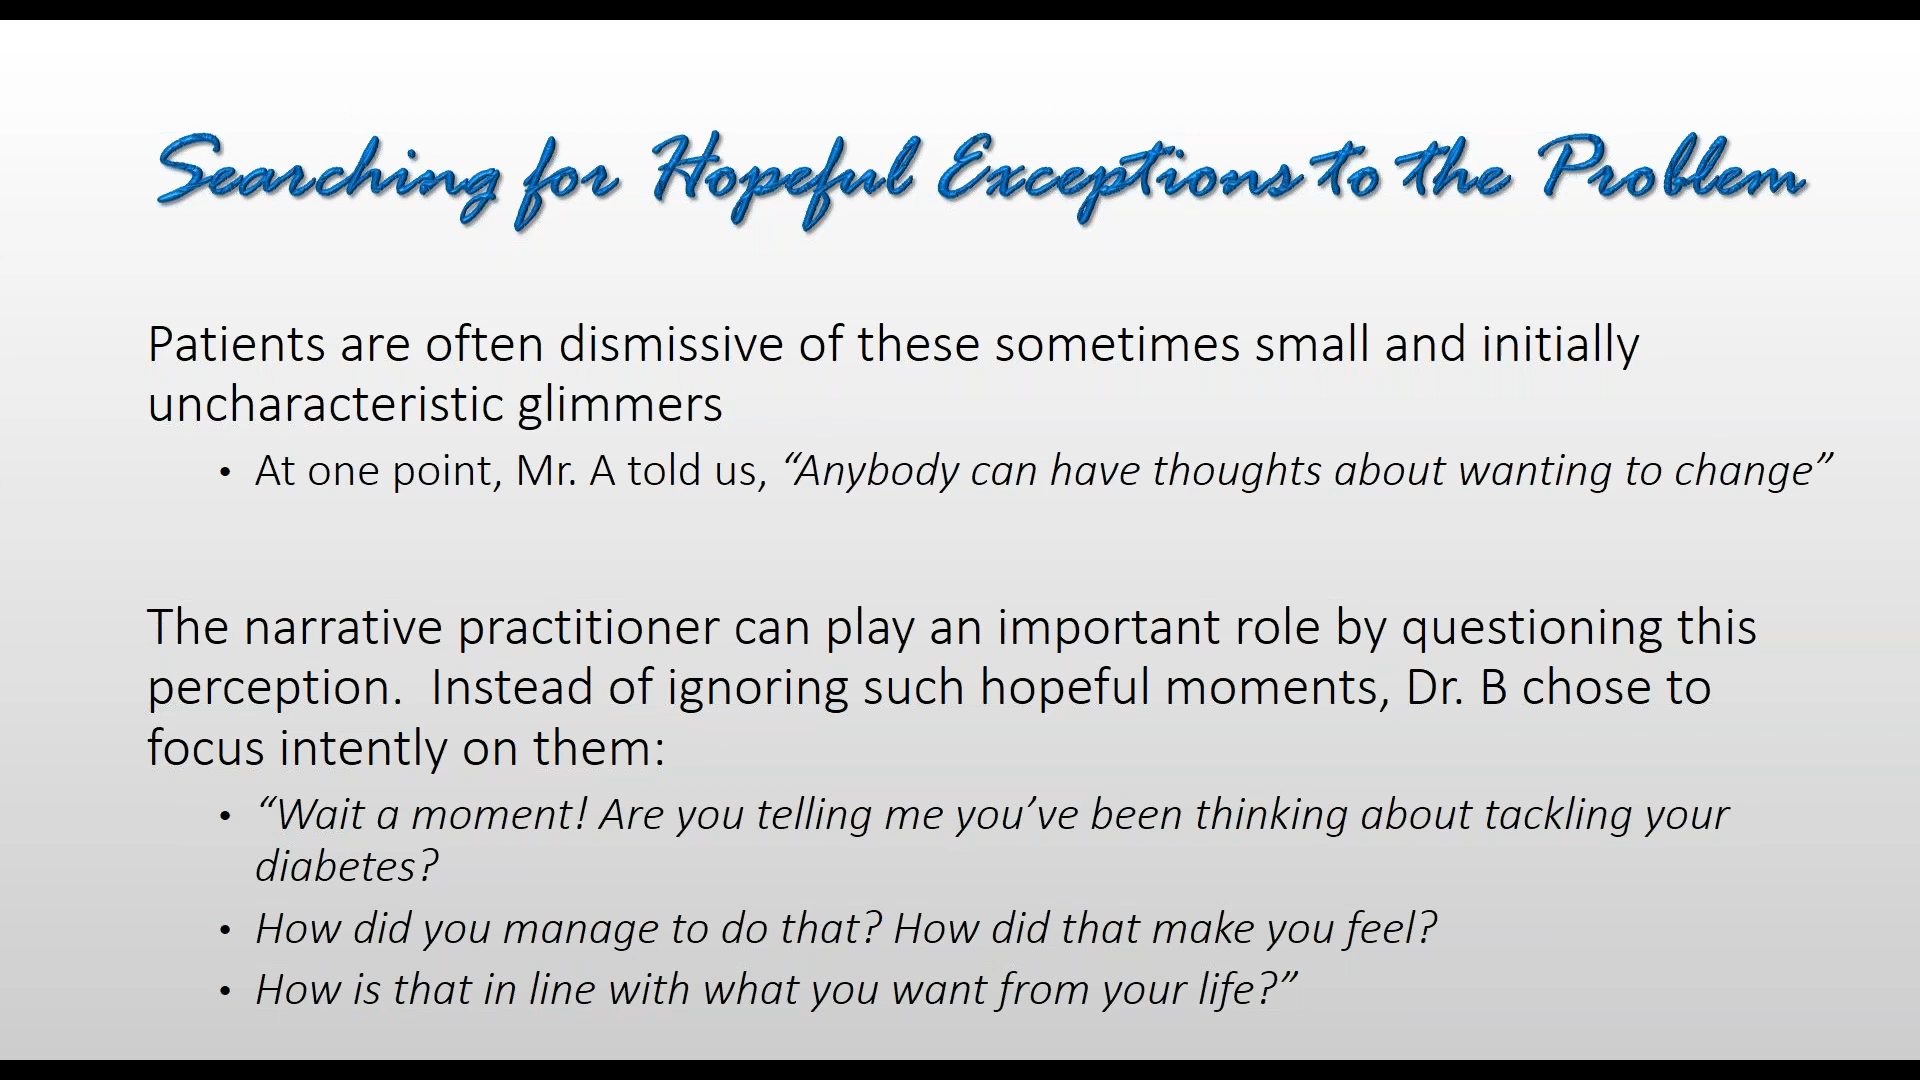 Searching for Hopeful Exceptions to the Problem
Patients are often dismissive of these sometimes small and initially
uncharacteristic glimmers
• At one point, Mr. A told us, “Anybody can have thoughts about wanting to change”
The narrative practitioner can play an important role by questioning this
perception.  Instead of ignoring such hopeful moments, Dr. B chose to
focus intently on them:
• “Wait a moment! Are you telling me you’ve been thinking about tackling your
diabetes?
• How did you manage to do that? How did that make you feel?
• How is that in line with what you want from your life?”